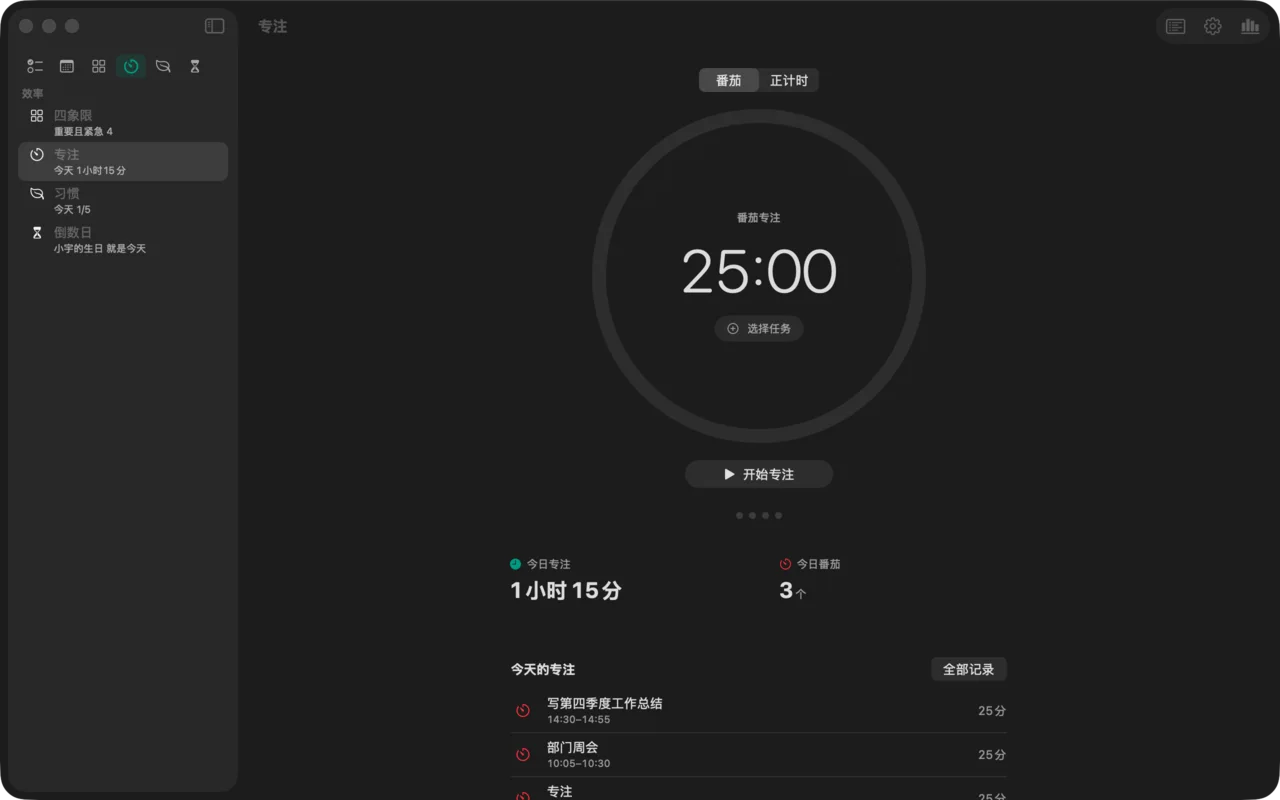 专注
效率
四象限
重要且紧急 4
专注
今天 1小时15分
习惯
今天 1/5
倒数日
小宇的生日 就是今天
番茄
正计时
番茄专注
25:00
选择任务
开始专注
今日专注
1小时 15分
今日番茄
3个
今天的专注
全部记录
写第四季度工作总结
14:30–14:55
25分
部门周会
10:05–10:30
25分
专注
25分